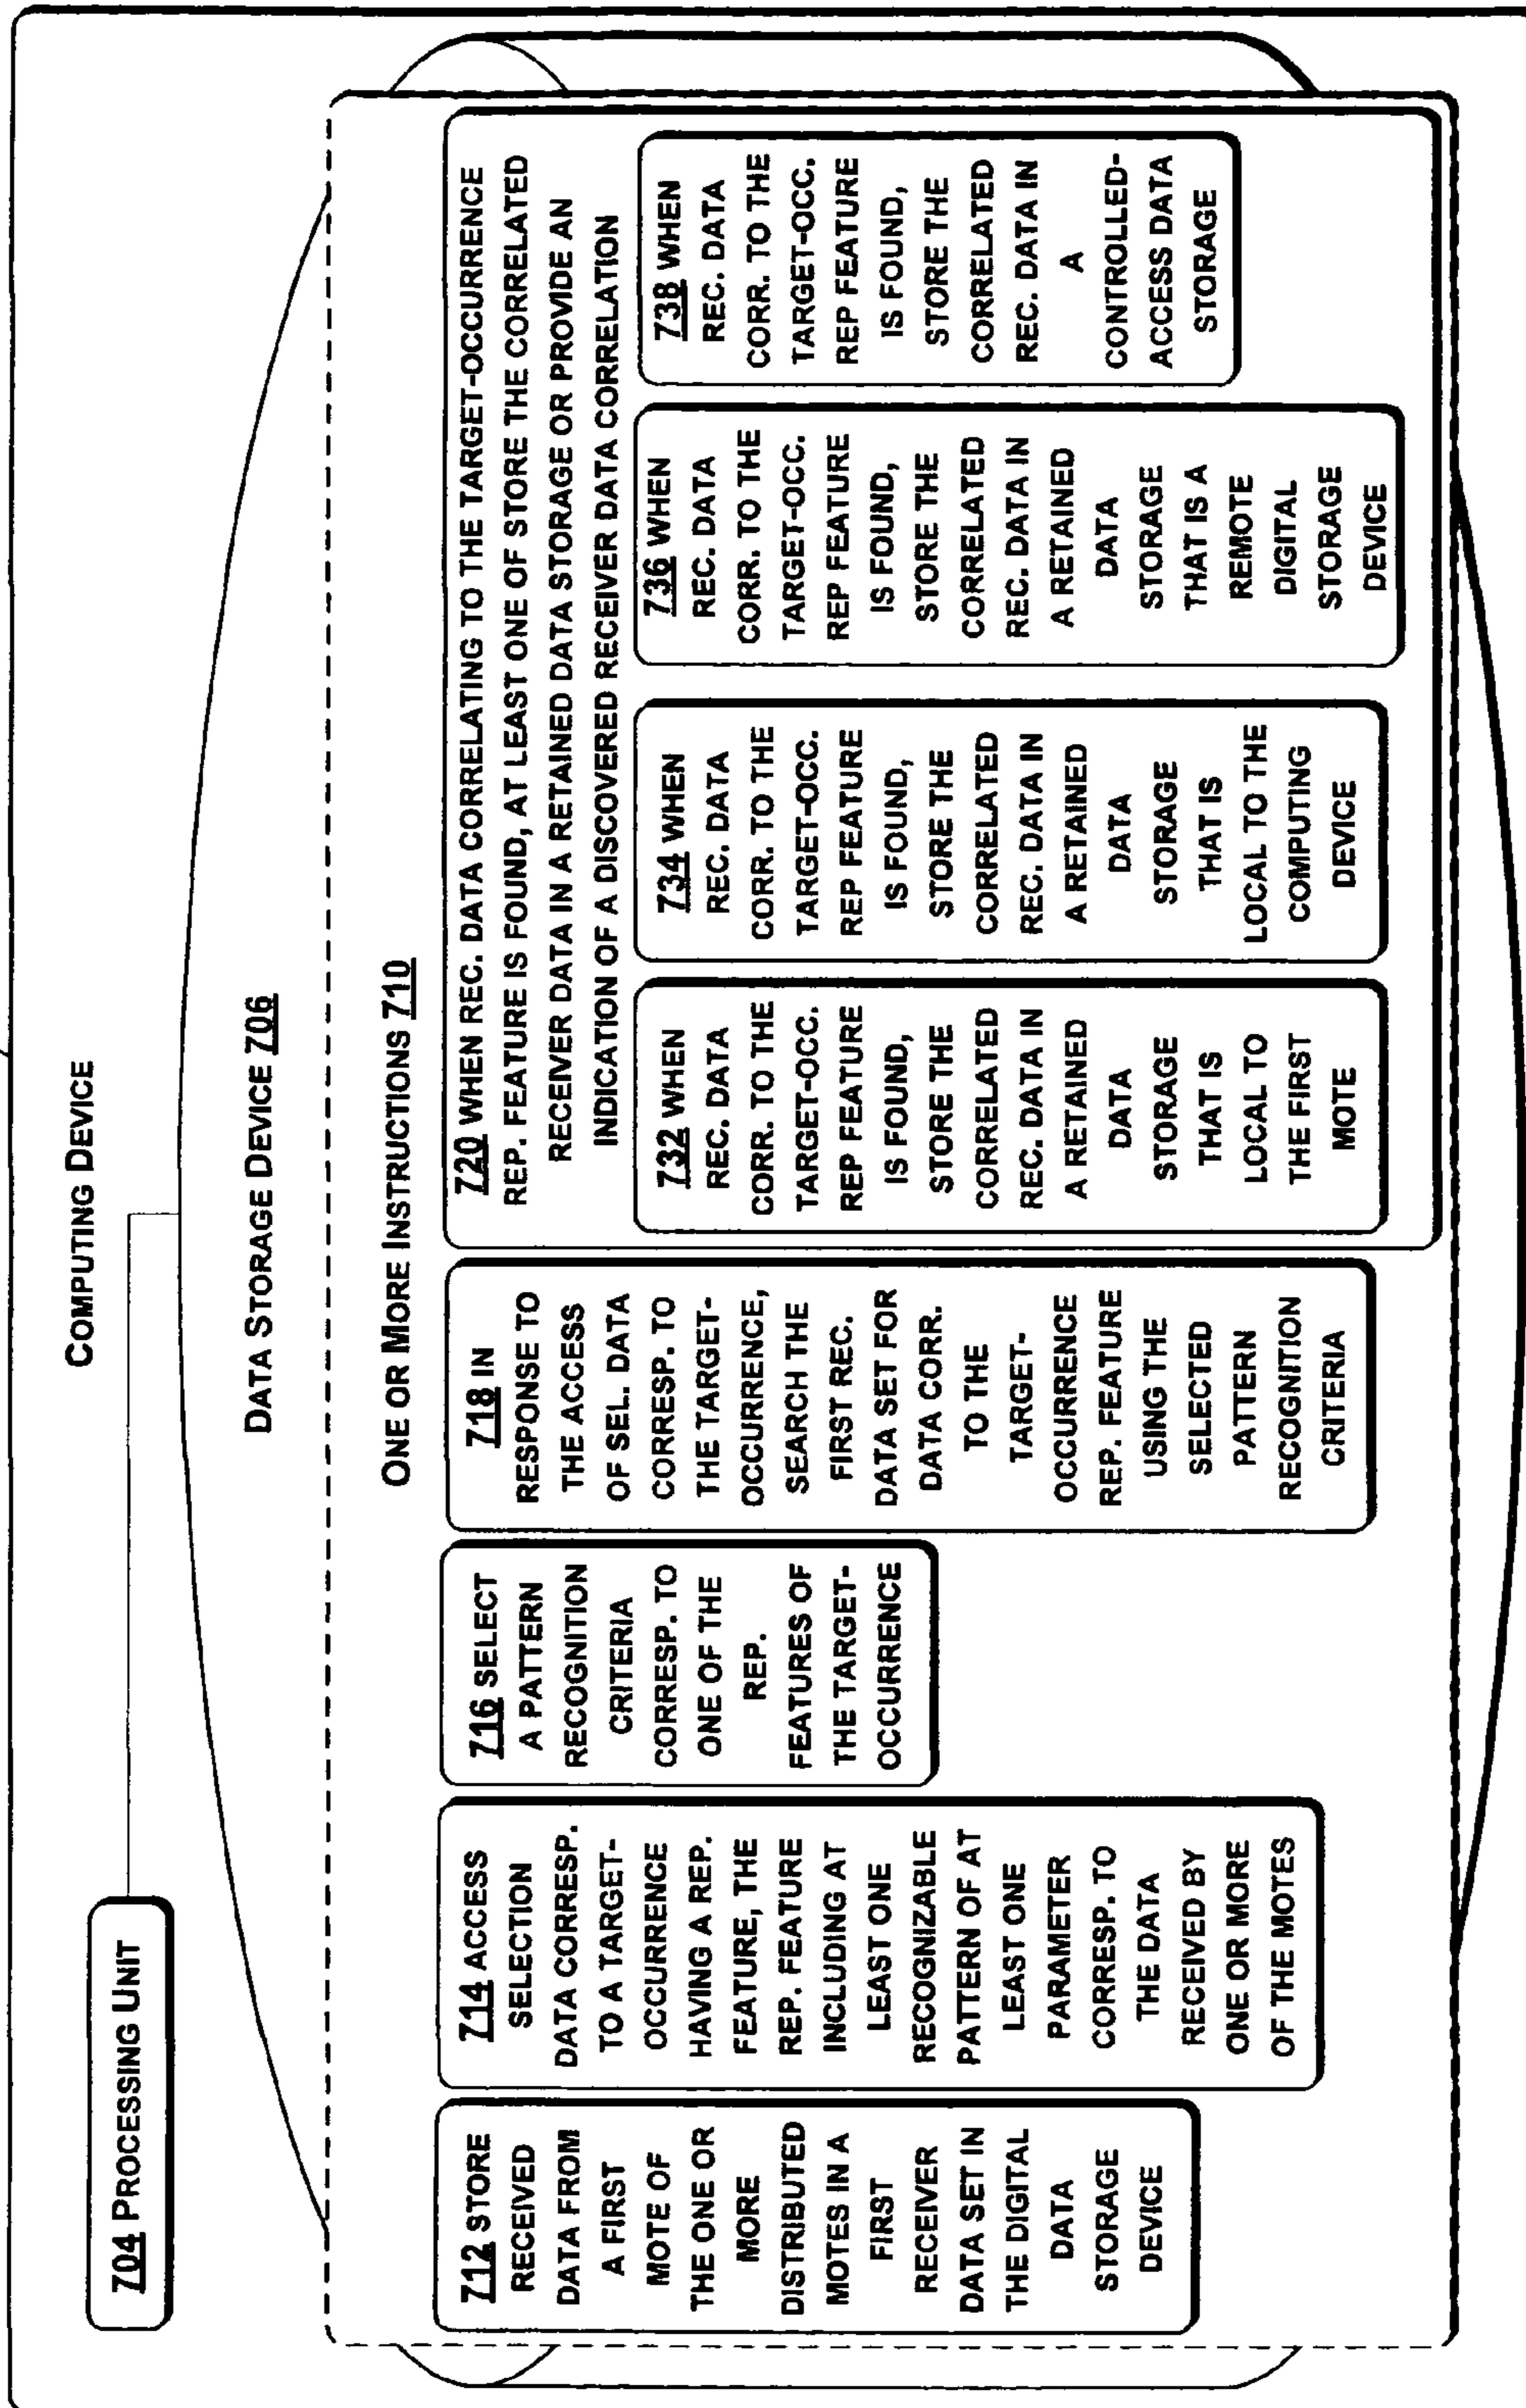 COMPUTING DEVICE
704 PROCESSING UNIT
DATA STORAGE DEVICE 706
ONE OR MORE INSTRUCTIONS 710
712 STORE
RECEIVED
DATA FROM
A FIRST
MOTE OF
THE ONE OR
MORE
DISTRIBUTED
MOTES IN A
FIRST
RECEIVER
DATA SET IN
THE DIGITAL
DATA
STORAGE
DEVICE
714 ACCESS
SELECTION
DATA CORRESP.
TO A TARGET-
OCCURRENCE
HAVING A REP.
FEATURE, THE
REP. FEATURE
INCLUDING AT
LEAST ONE
RECOGNIZABLE
PATTERN OF AT
LEAST ONE
PARAMETER
CORRESP. TO
THE DATA
RECEIVED BY
ONE OR MORE
OF THE MOTES
716 SELECT
A PATTERN
RECOGNITION
CRITERIA
CORRESP. TO
ONE OF THE
REP.
FEATURES OF
THE TARGET-
OCCURRENCE
718 IN
RESPONSE TO
THE ACCESS
OF SEL. DATA
CORRESP. TO
THE TARGET-
OCCURRENCE,
SEARCH THE
FIRST REC.
DATA SET FOR
DATA CORR.
TO THE
TARGET-
OCCURRENCE
REP. FEATURE
USING THE
SELECTED
PATTERN
RECOGNITION
CRITERIA
720 WHEN REC. DATA CORRELATING TO THE TARGET-OCCURRENCE
REP. FEATURE IS FOUND, AT LEAST ONE OF STORE THE CORRELATED
RECEIVER DATA IN A RETAINED DATA STORAGE OR PROVIDE AN
INDICATION OF A DISCOVERED RECEIVER DATA CORRELATION
732 WHEN
REC. DATA
CORR. TO THE
TARGET-OCC.
REP FEATURE
IS FOUND,
STORE THE
CORRELATED
REC. DATA IN
A RETAINED
DATA
STORAGE
THAT IS
LOCAL TO
THE FIRST
MOTE
734 WHEN
REC. DATA
CORR. TO THE
TARGET-OCC.
REP FEATURE
IS FOUND,
STORE THE
CORRELATED
REC. DATA IN
A RETAINED
DATA
STORAGE
THAT IS
LOCAL TO THE
COMPUTING
DEVICE
736 WHEN
REC. DATA
CORR. TO THE
TARGET-OCC.
REP FEATURE
IS FOUND,
STORE THE
CORRELATED
REC. DATA IN
A RETAINED
DATA
STORAGE
THAT IS A
REMOTE
DIGITAL
STORAGE
DEVICE
738 WHEN
REC. DATA
CORR. TO THE
TARGET-OCC.
REP FEATURE
IS FOUND,
STORE THE
CORRELATED
REC. DATA IN
A
CONTROLLED-
ACCESS DATA
STORAGE